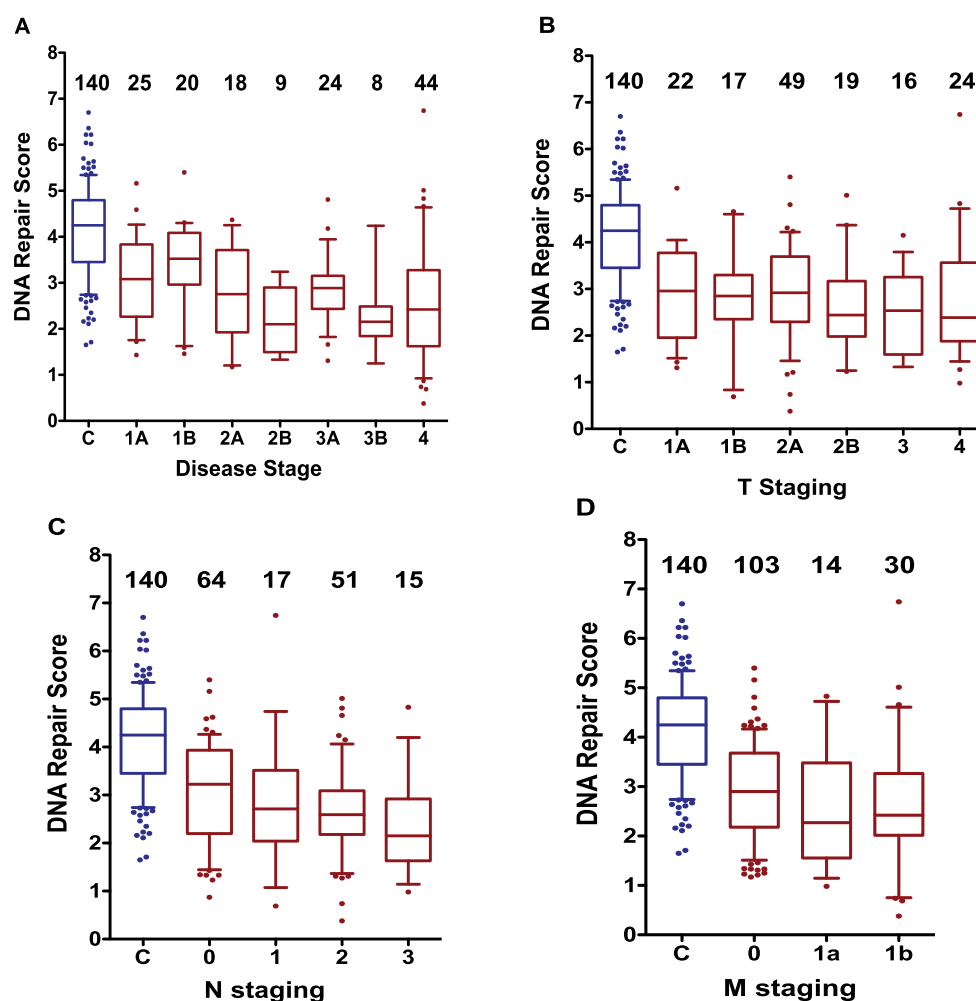 A
DNA Repair Score
8
7
6
5
4
3
2
1
0
140 25 20 18 9 24 8 44
C 1A 1B 2A 2B 3A 3B 4
Disease Stage
B
DNA Repair Score
8
7
6
5
4
3
2
1
0
140 22 17 49 19 16 24
C 1A 1B 2A 2B 3 4
T Staging
C
DNA Repair Score
8
7
6
5
4
3
2
1
0
140 64 17 51 15
C 0 1 2 3
N staging
D
DNA Repair Score
8
7
6
5
4
3
2
1
0
140 103 14 30
C 0 1a 1b
M staging